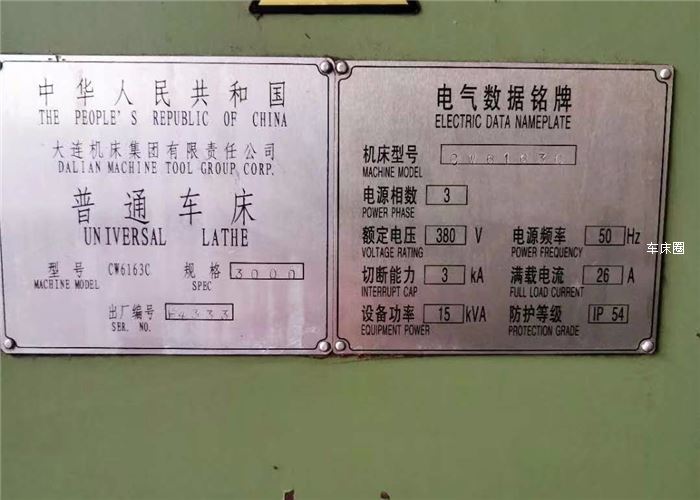 中华人民共和国
THE PEOPLE'S REPUBLIC OF CHINA
大连机床集团有限责任公司
DALIAN MACHINE TOOL GROUP CORP.
普通车床
UNIVERSAL LATHE
型号 CW6163C 规格 3000
MACHINE MODEL SPEC
出厂编号 F4333
SER. NO.
电气数据铭牌
ELECTRIC DATA NAMEPLATE
机床型号 CW6163C
MACHINE MODEL
电源相数 3
POWER PHASE
额定电压 380 V 电源频率 50 Hz
VOLTAGE RATING POWER FREQUENCY
切断能力 3 kA 满载电流 26 A
INTERRUPT CAP FULL LOAD CURRENT
设备功率 15 kVA 防护等级 IP 54
EQUIPMENT POWER PROTECTION GRADE
车床圈